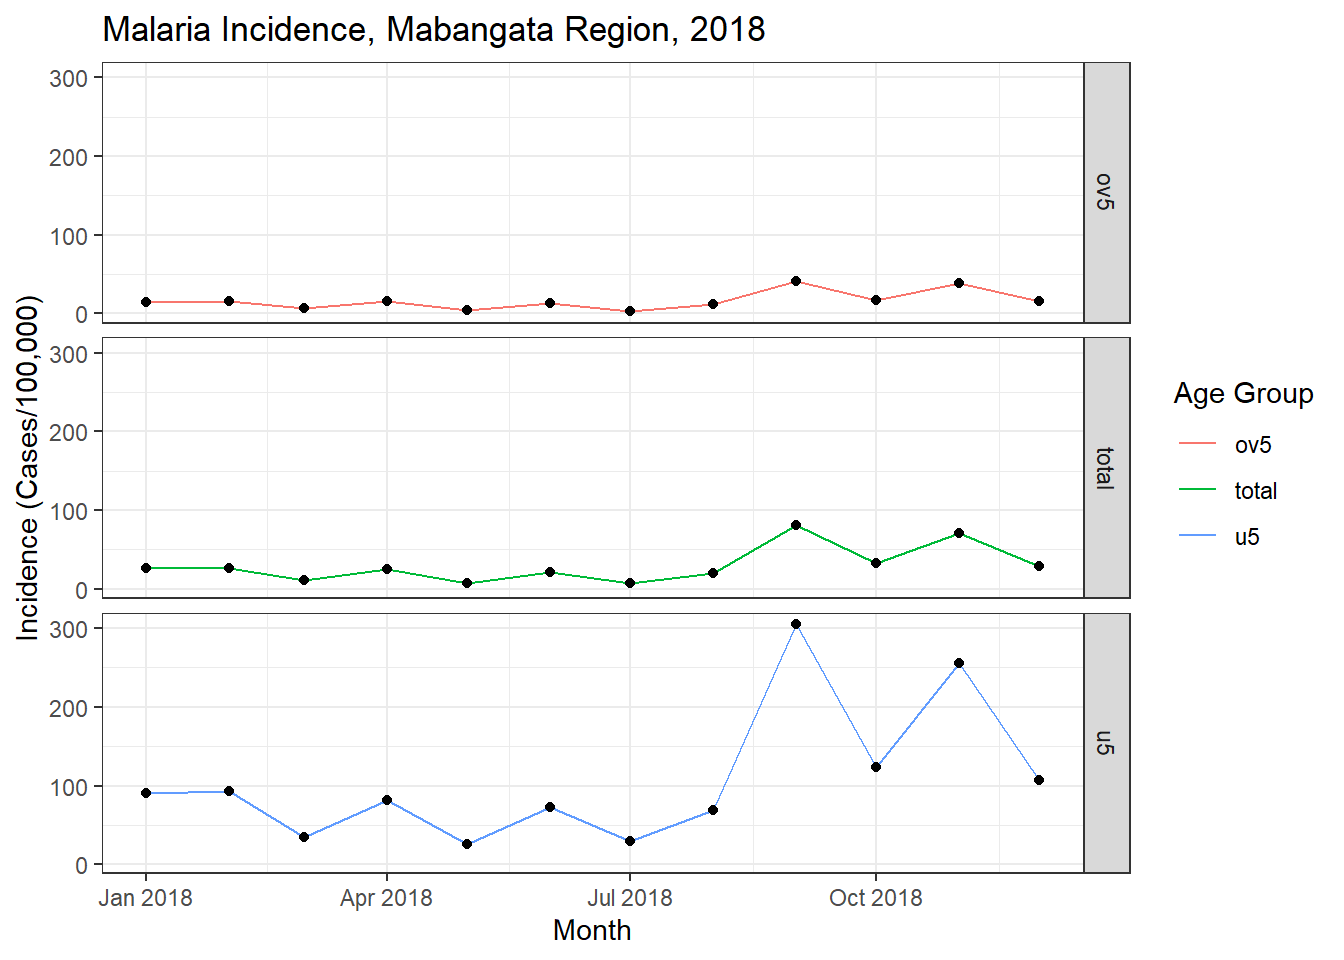 Malaria Incidence, Mabangata Region, 2018
Incidence (Cases/100,000)
300
200
100
0
ov5
300
200
100
0
total
300
200
100
0
u5
Jan 2018
Apr 2018
Jul 2018
Oct 2018
Month
Age Group
ov5
total
u5